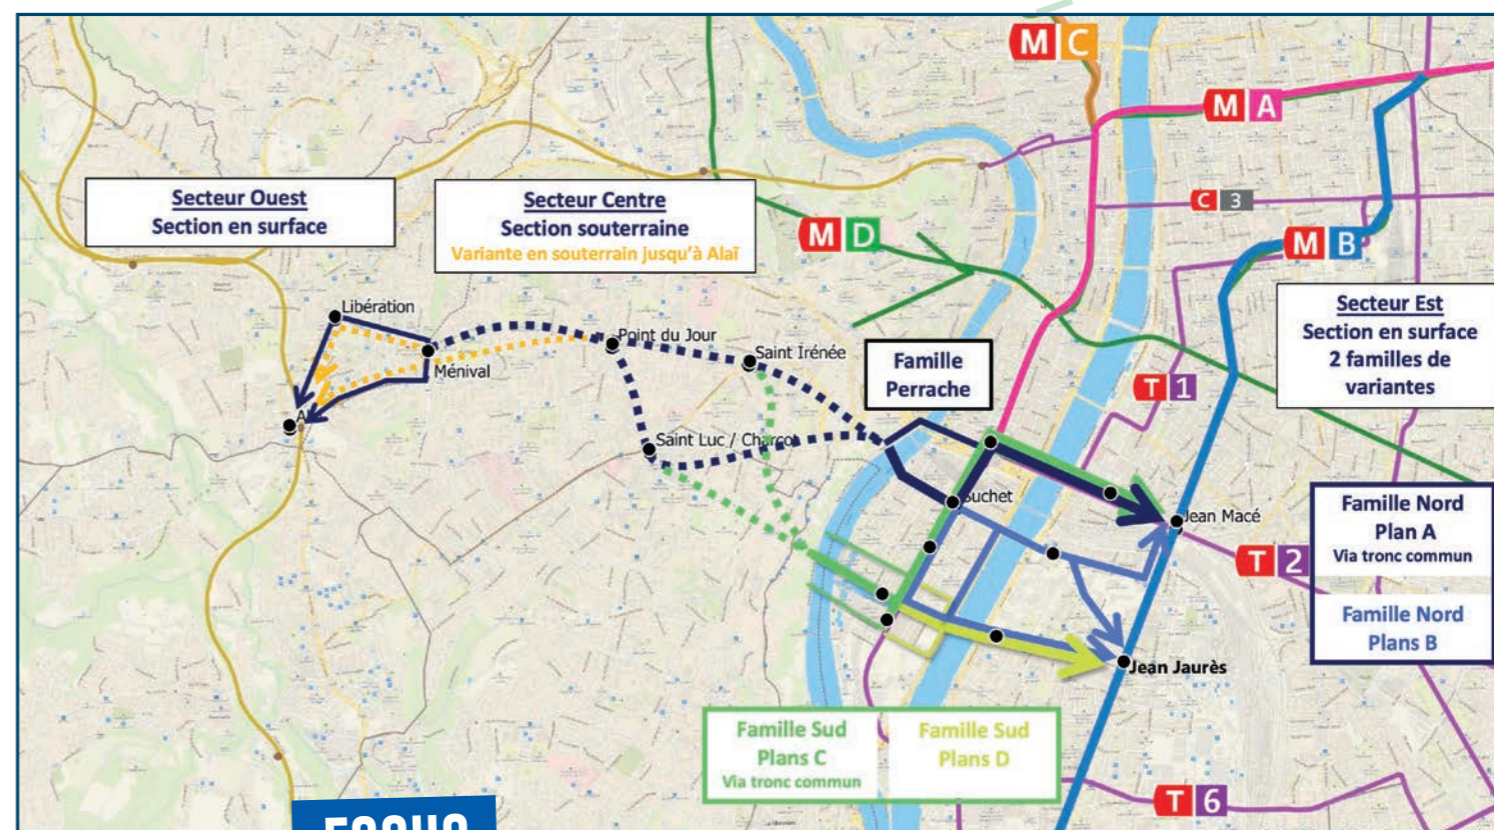 M C
M A
Secteur Ouest
Section en surface
Secteur Centre
Section souterraine
Variante en souterrain jusqu'à Alaï
C 3
M D
M B
Secteur Est
Section en surface
2 familles de
variantes
Libération
Point du Jour
Saint Irénée
Ménival
Famille
Perrache
T 1
Saint Luc / Charcot
Suchet
Jean Macé
Famille Nord
Plan A
Via tronc commun
T 2
Famille Nord
Plans B
Jean Jaurès
Famille Sud
Plans C
Via tronc commun
Famille Sud
Plans D
T 6
FOCUS